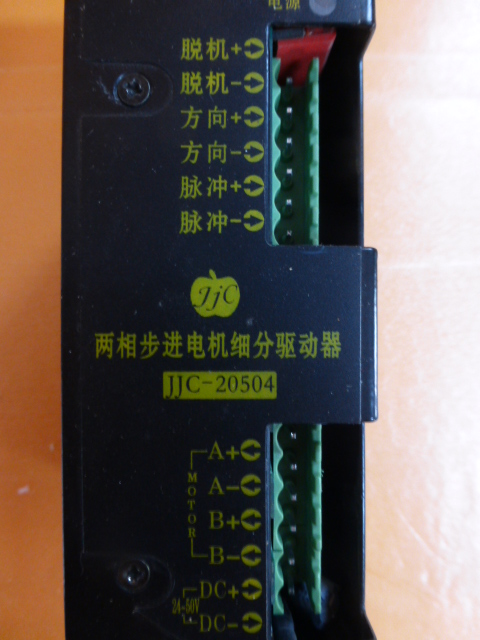 电源
脱机+
脱机-
方向+
方向-
脉冲+
脉冲-
JjC
两相步进电机细分驱动器
JJC-20504
A+
A-
B+
B-
MOTOR
DC+
24-50V
DC-